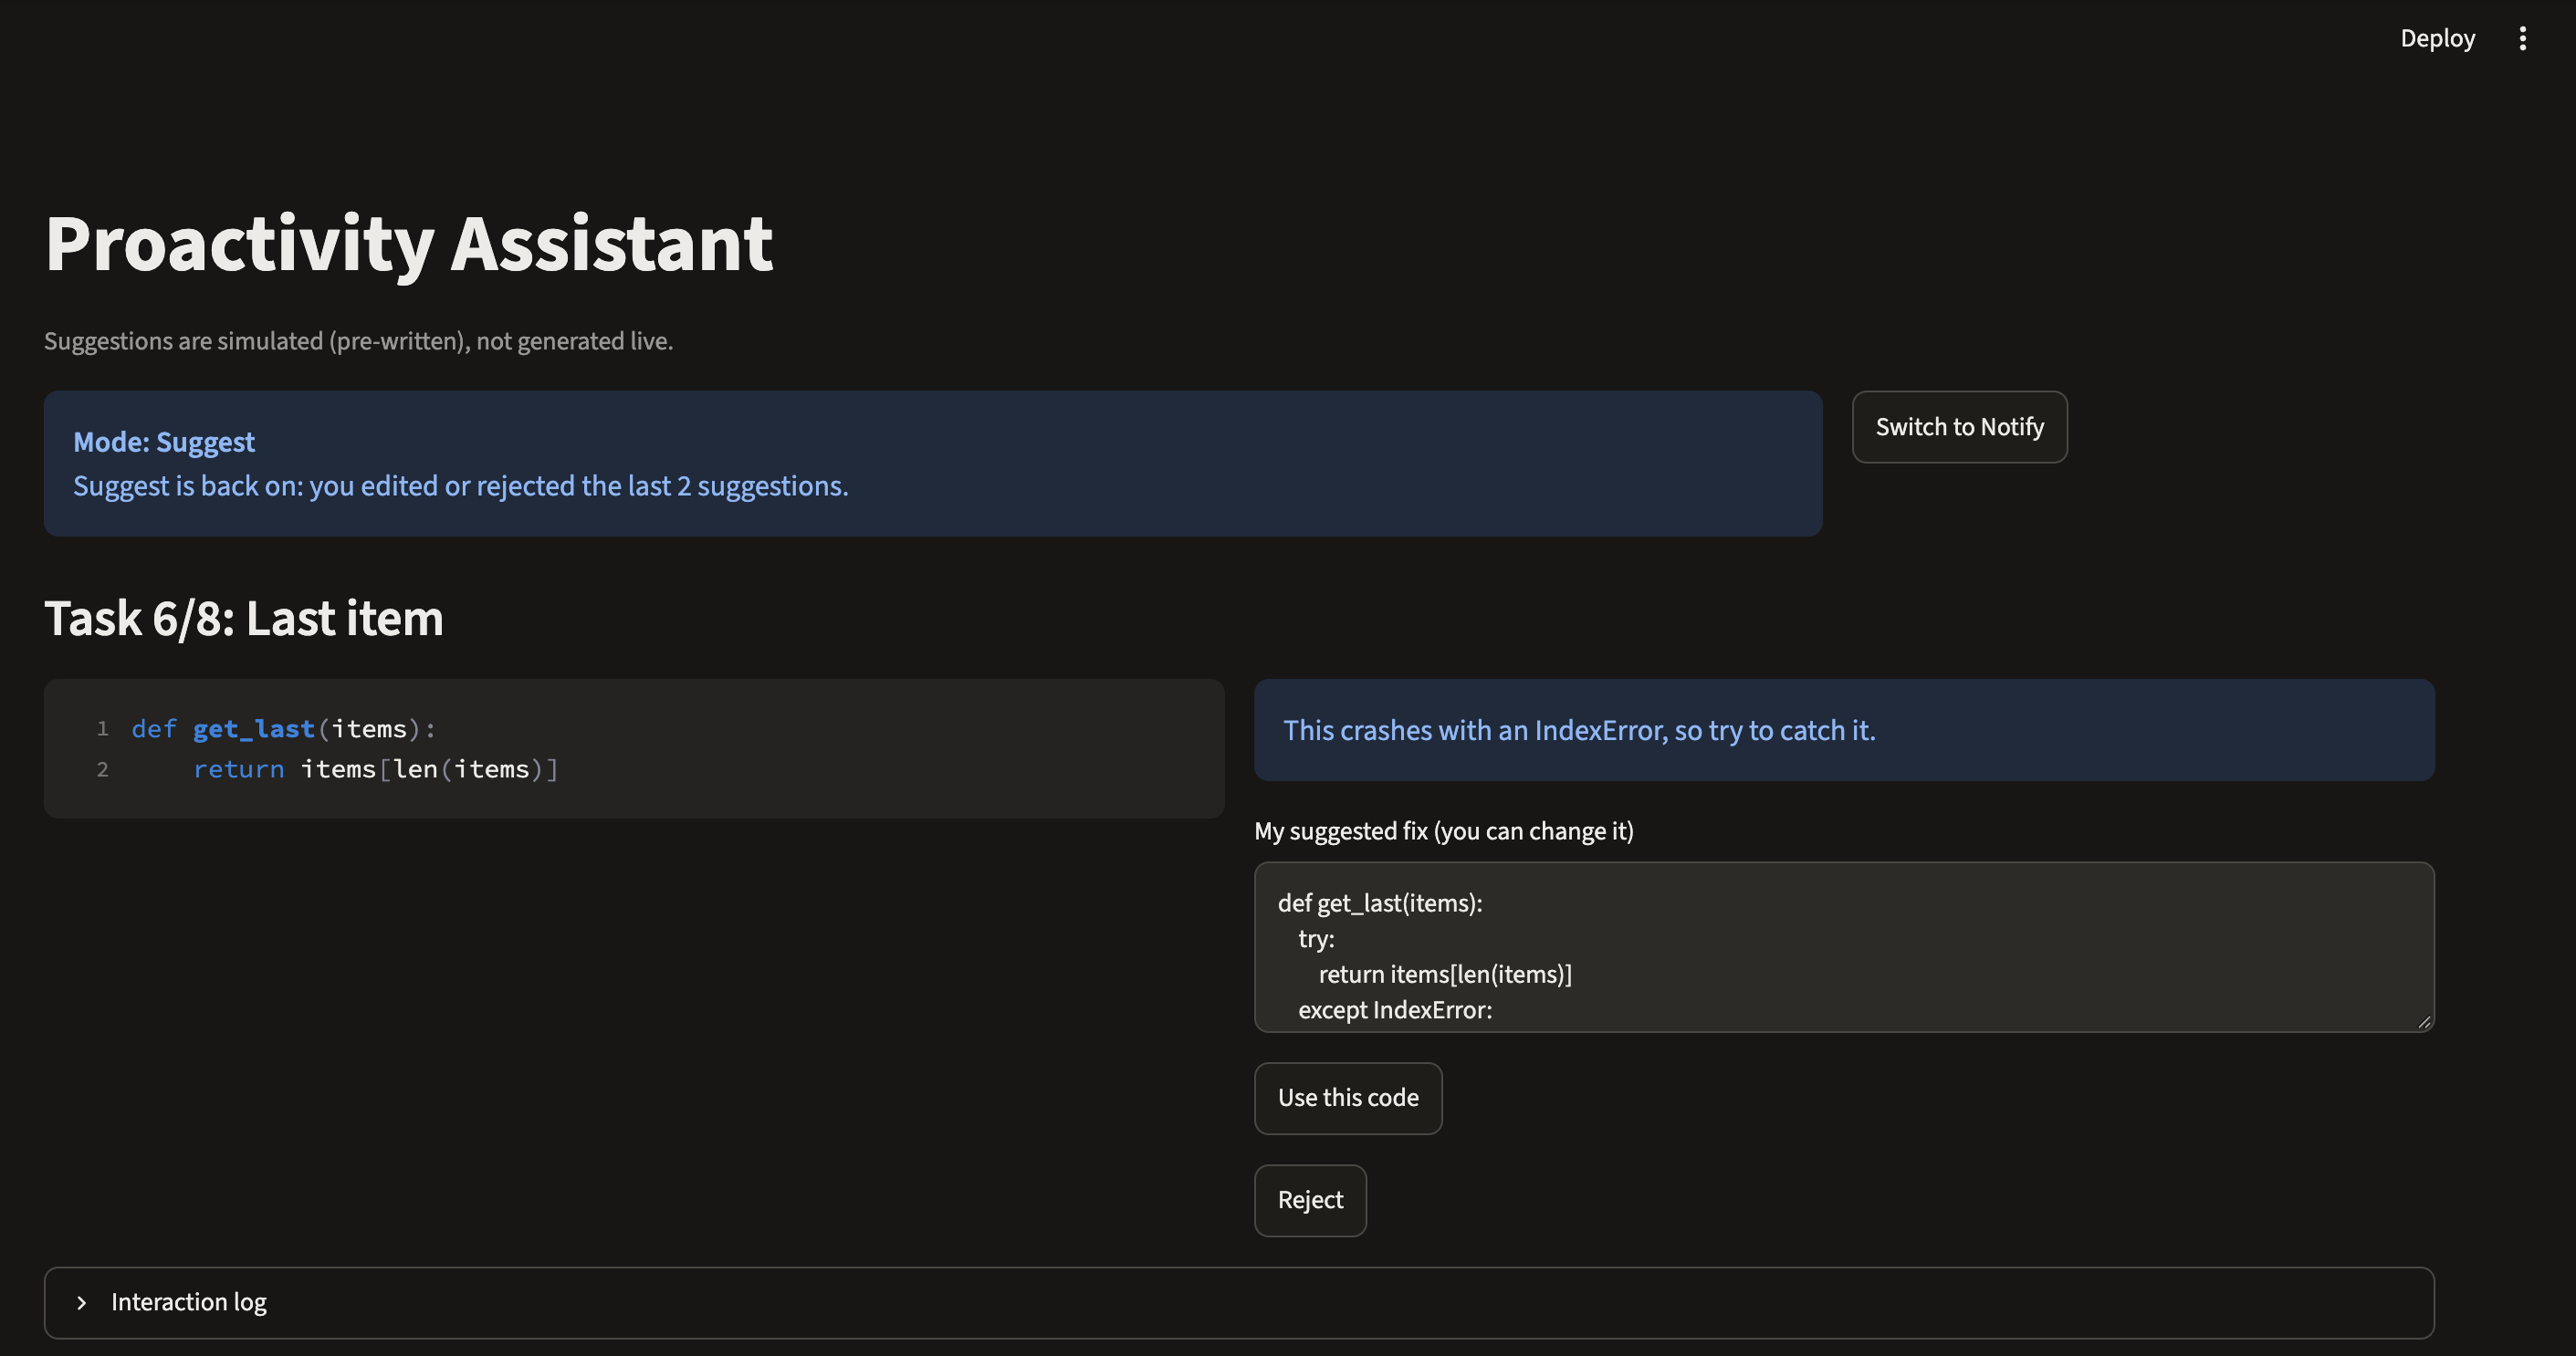 Deploy
Proactivity Assistant
Suggestions are simulated (pre-written), not generated live.
Mode: Suggest
Suggest is back on: you edited or rejected the last 2 suggestions.
Switch to Notify
Task 6/8: Last item
1 def get_last(items):
2     return items[len(items)]
This crashes with an IndexError, so try to catch it.
My suggested fix (you can change it)
def get_last(items):
    try:
        return items[len(items)]
    except IndexError:
Use this code
Reject
Interaction log